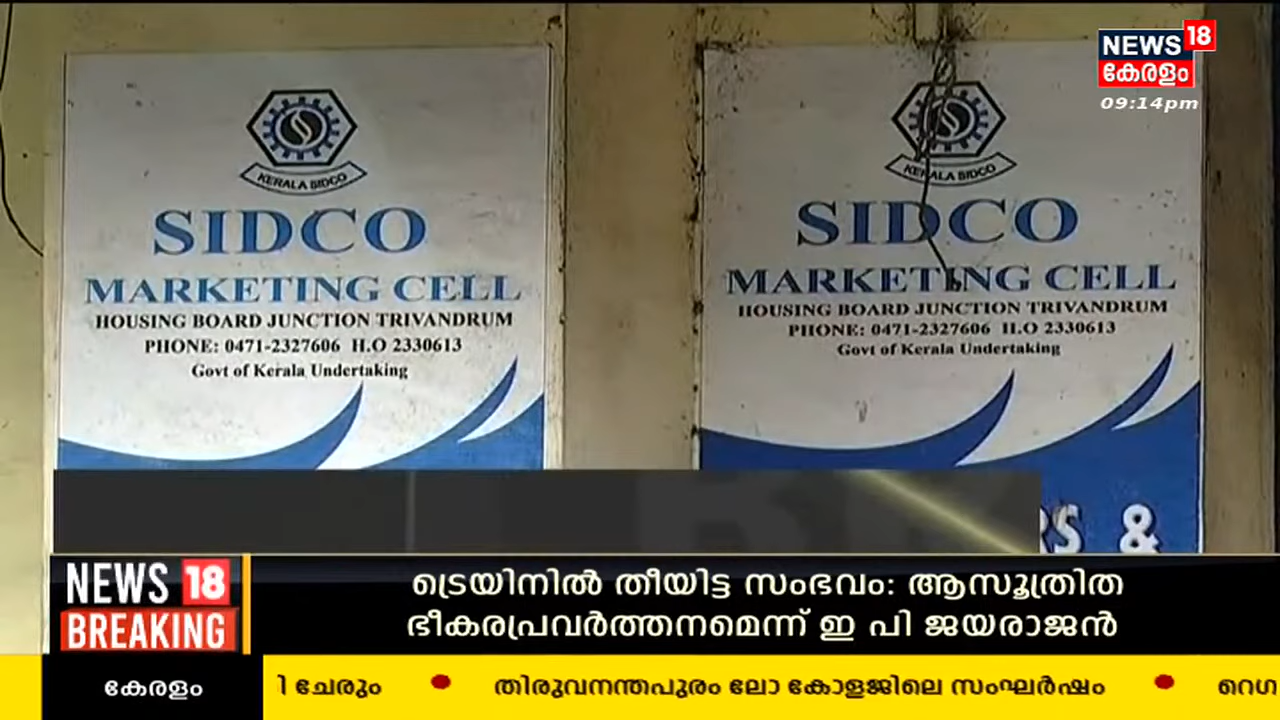 NEWS 18
കേരളം
09:14pm
KERALA SIDCO
SIDCO
MARKETING CELL
HOUSING BOARD JUNCTION TRIVANDRUM
PHONE: 0471-2327606 H.O 2330613
Govt of Kerala Undertaking
KERALA SIDCO
SIDCO
MARKETING CELL
HOUSING BOARD JUNCTION TRIVANDRUM
PHONE: 0471-2327606 H.O 2330613
Govt of Kerala Undertaking
RS &
NEWS 18
BREAKING
ട്രെയിനിൽ തീയിട്ട സംഭവം: ആസൂത്രിത
ഭീകരപ്രവർത്തനമെന്ന് ഇ പി ജയരാജൻ
കേരളം
ി ചേരും • തിരുവനന്തപുരം ലോ കോളജിലെ സംഘർഷം • റെഗ